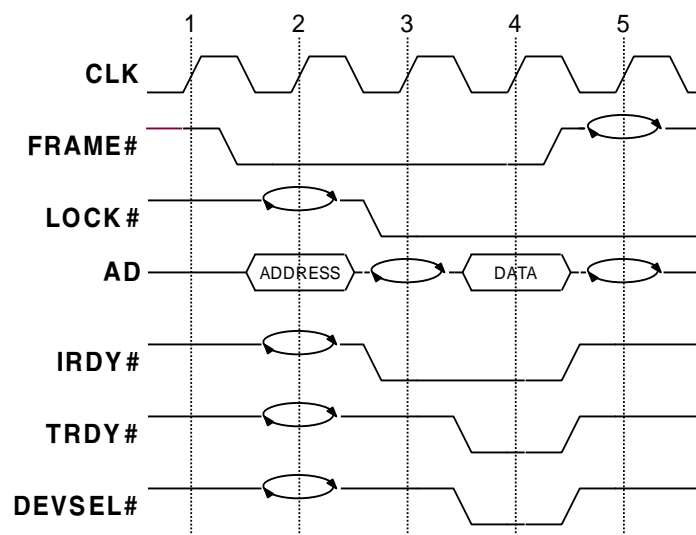 1 2 3 4 5
CLK
FRAME#
LOCK#
AD ADDRESS DATA
IRDY#
TRDY#
DEVSEL#